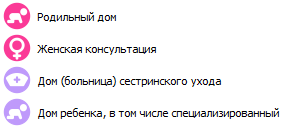 Родильный дом
Женская консультация
Дом (больница) сестринского ухода
Дом ребенка, в том числе специализированный